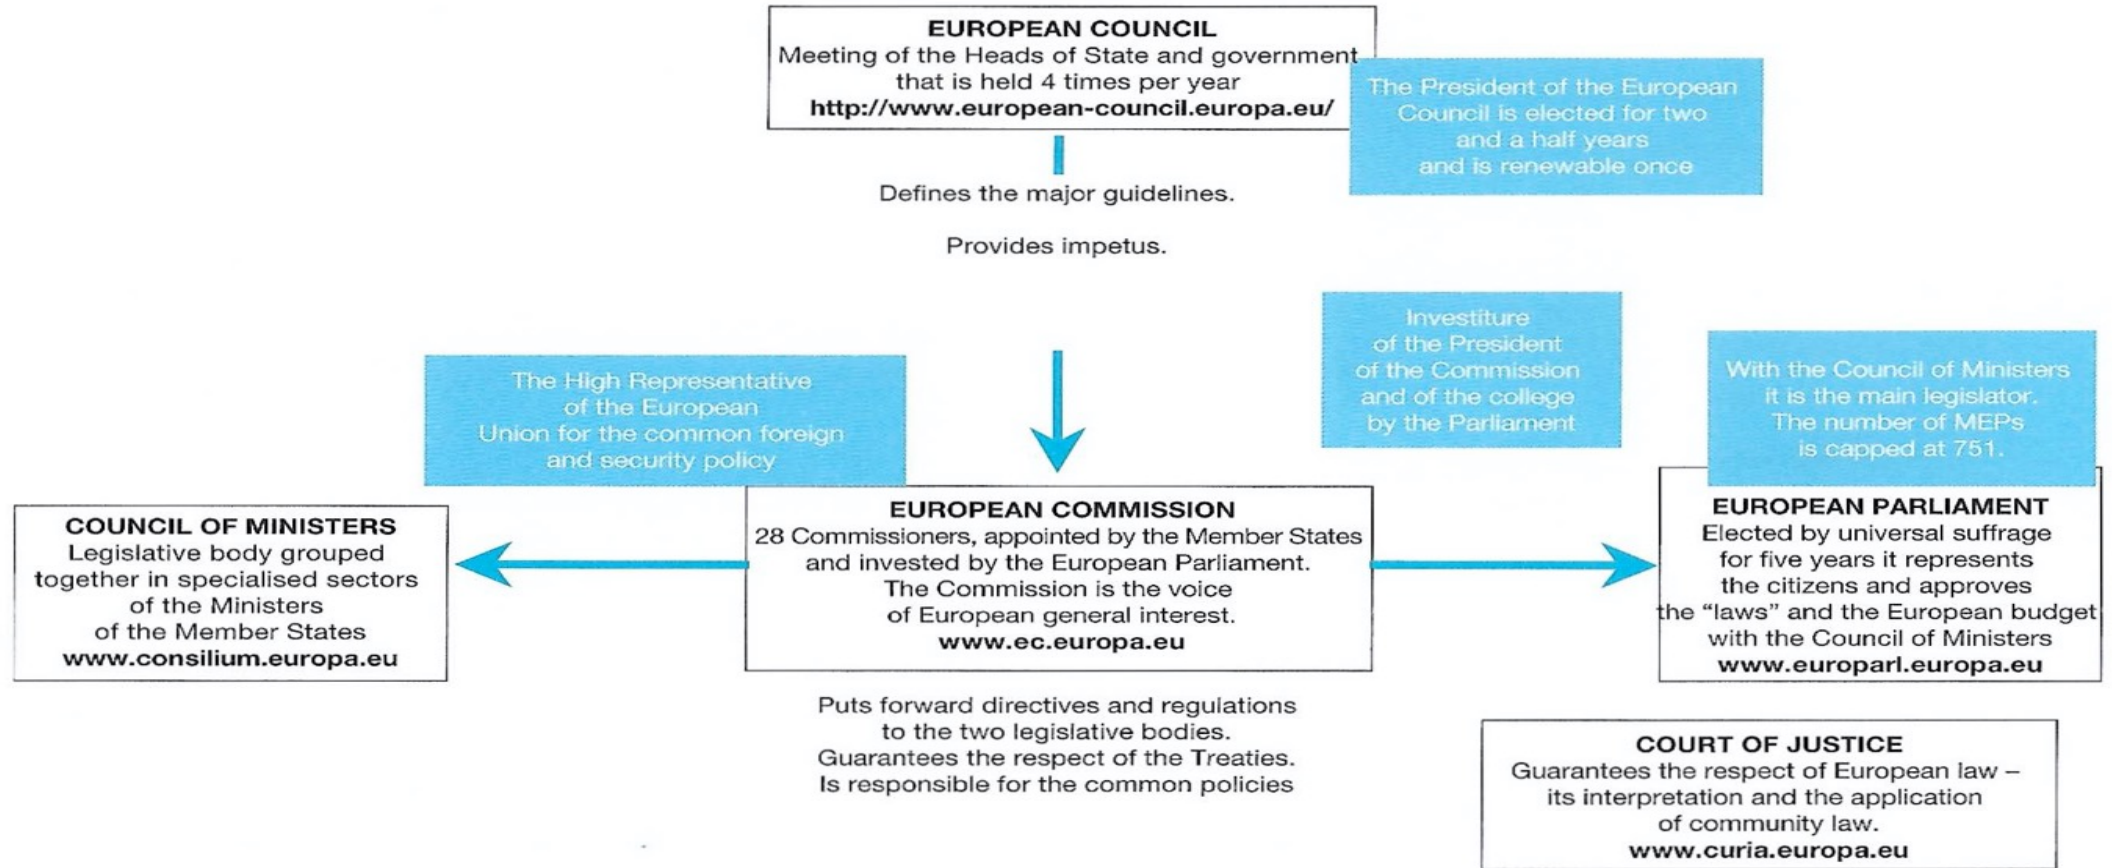 EUROPEAN COUNCIL
Meeting of the Heads of State and government
that is held 4 times per year
http://www.european-council.europa.eu/
The President of the European
Council is elected for two
and a half years
and is renewable once
Defines the major guidelines.
Provides impetus.
Investiture
of the President
of the Commission
and of the college
by the Parliament
With the Council of Ministers
it is the main legislator.
The number of MEPs
is capped at 751.
The High Representative
of the European
Union for the common foreign
and security policy
COUNCIL OF MINISTERS
Legislative body grouped
together in specialised sectors
of the Ministers
of the Member States
www.consilium.europa.eu
EUROPEAN COMMISSION
28 Commissioners, appointed by the Member States
and invested by the European Parliament.
The Commission is the voice
of European general interest.
www.ec.europa.eu
EUROPEAN PARLIAMENT
Elected by universal suffrage
for five years it represents
the citizens and approves
the “laws” and the European budget
with the Council of Ministers
www.europarl.europa.eu
Puts forward directives and regulations
to the two legislative bodies.
Guarantees the respect of the Treaties.
Is responsible for the common policies
COURT OF JUSTICE
Guarantees the respect of European law –
its interpretation and the application
of community law.
www.curia.europa.eu